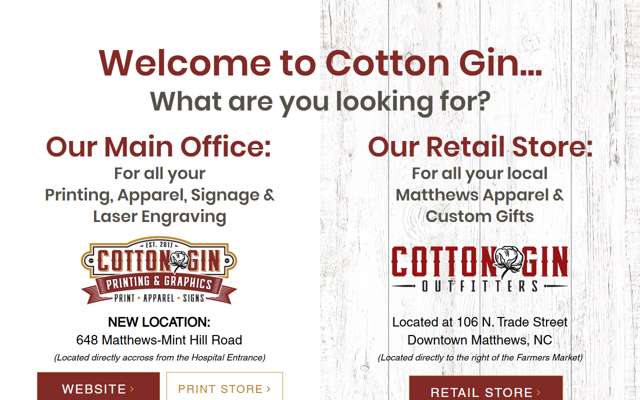 Welcome to Cotton Gin...
What are you looking for?
Our Main Office:
For all your
Printing, Apparel, Signage &
Laser Engraving
EST. 2017
COTTON GIN
PRINTING & GRAPHICS
PRINT • APPAREL • SIGNS
NEW LOCATION:
648 Matthews-Mint Hill Road
(Located directly accross from the Hospital Entrance)
WEBSITE >
PRINT STORE >
Our Retail Store:
For all your local
Matthews Apparel &
Custom Gifts
COTTON GIN
OUTFITTERS
Located at 106 N. Trade Street
Downtown Matthews, NC
(Located directly to the right of the Farmers Market)
RETAIL STORE >